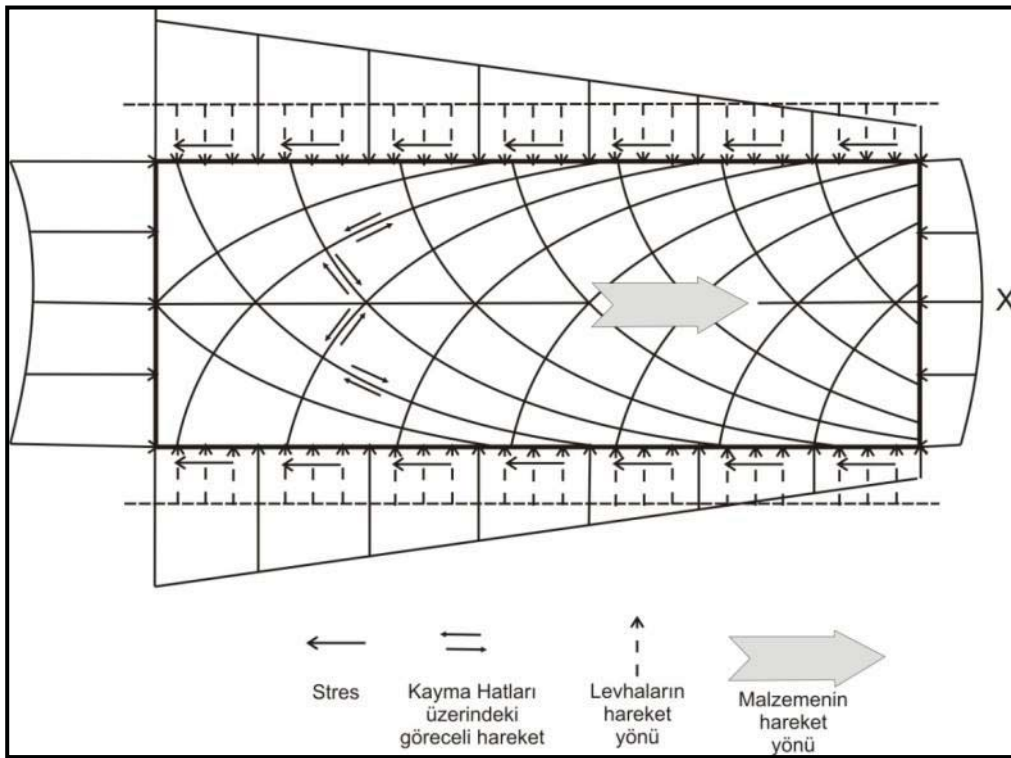 X
Stres
Kayma Hatları
üzerindeki
göreceli hareket
Levhaların
hareket
yönü
Malzemenin
hareket
yönü